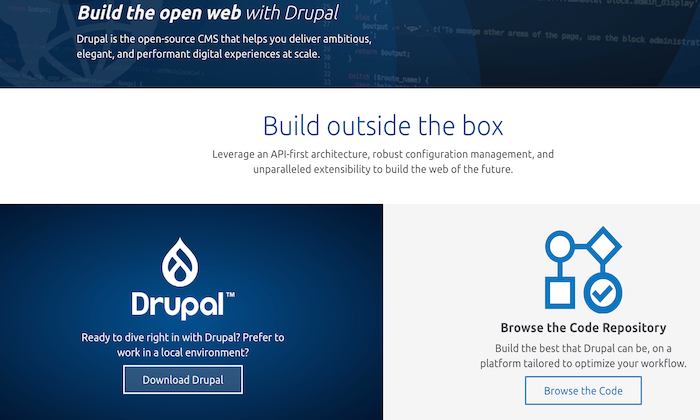 Build the open web with Drupal
Drupal is the open-source CMS that helps you deliver ambitious,
elegant, and performant digital experiences at scale.
Build outside the box
Leverage an API-first architecture, robust configuration management, and
unparalleled extensibility to build the web of the future.
Drupal™
Ready to dive right in with Drupal? Prefer to
work in a local environment?
Download Drupal
Browse the Code Repository
Build the best that Drupal can be, on a
platform tailored to optimize your workflow.
Browse the Code